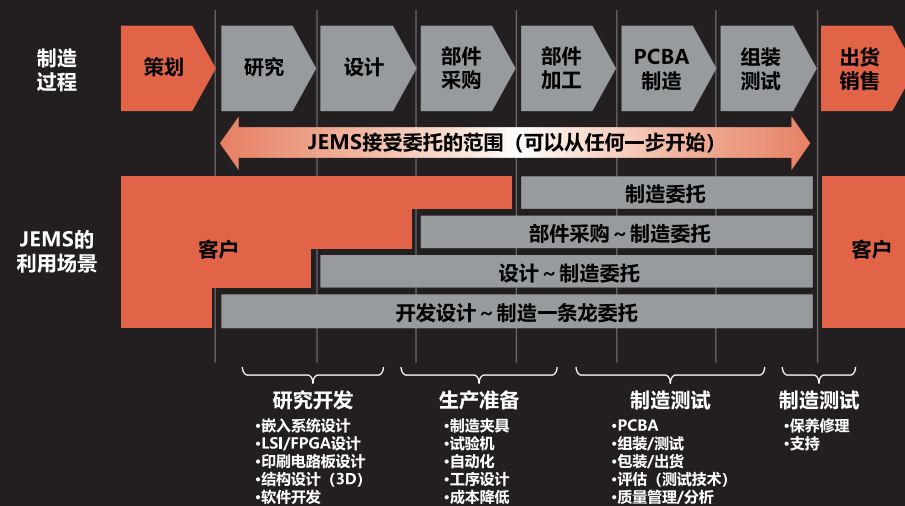 制造
过程
策划
研究
设计
部件
采购
部件
加工
PCBA
制造
组装
测试
出货
销售
JEMS接受委托的范围（可以从任何一步开始）
JEMS的
利用场景
客户
制造委托
部件采购～制造委托
设计～制造委托
开发设计～制造一条龙委托
客户
研究开发
•嵌入系统设计
•LSI/FPGA设计
•印刷电路板设计
•结构设计（3D）
•软件开发
生产准备
•制造夹具
•试验机
•自动化
•工序设计
•成本降低
制造测试
•PCBA
•组装/测试
•包装/出货
•评估（测试技术）
•质量管理/分析
制造测试
•保养修理
•支持